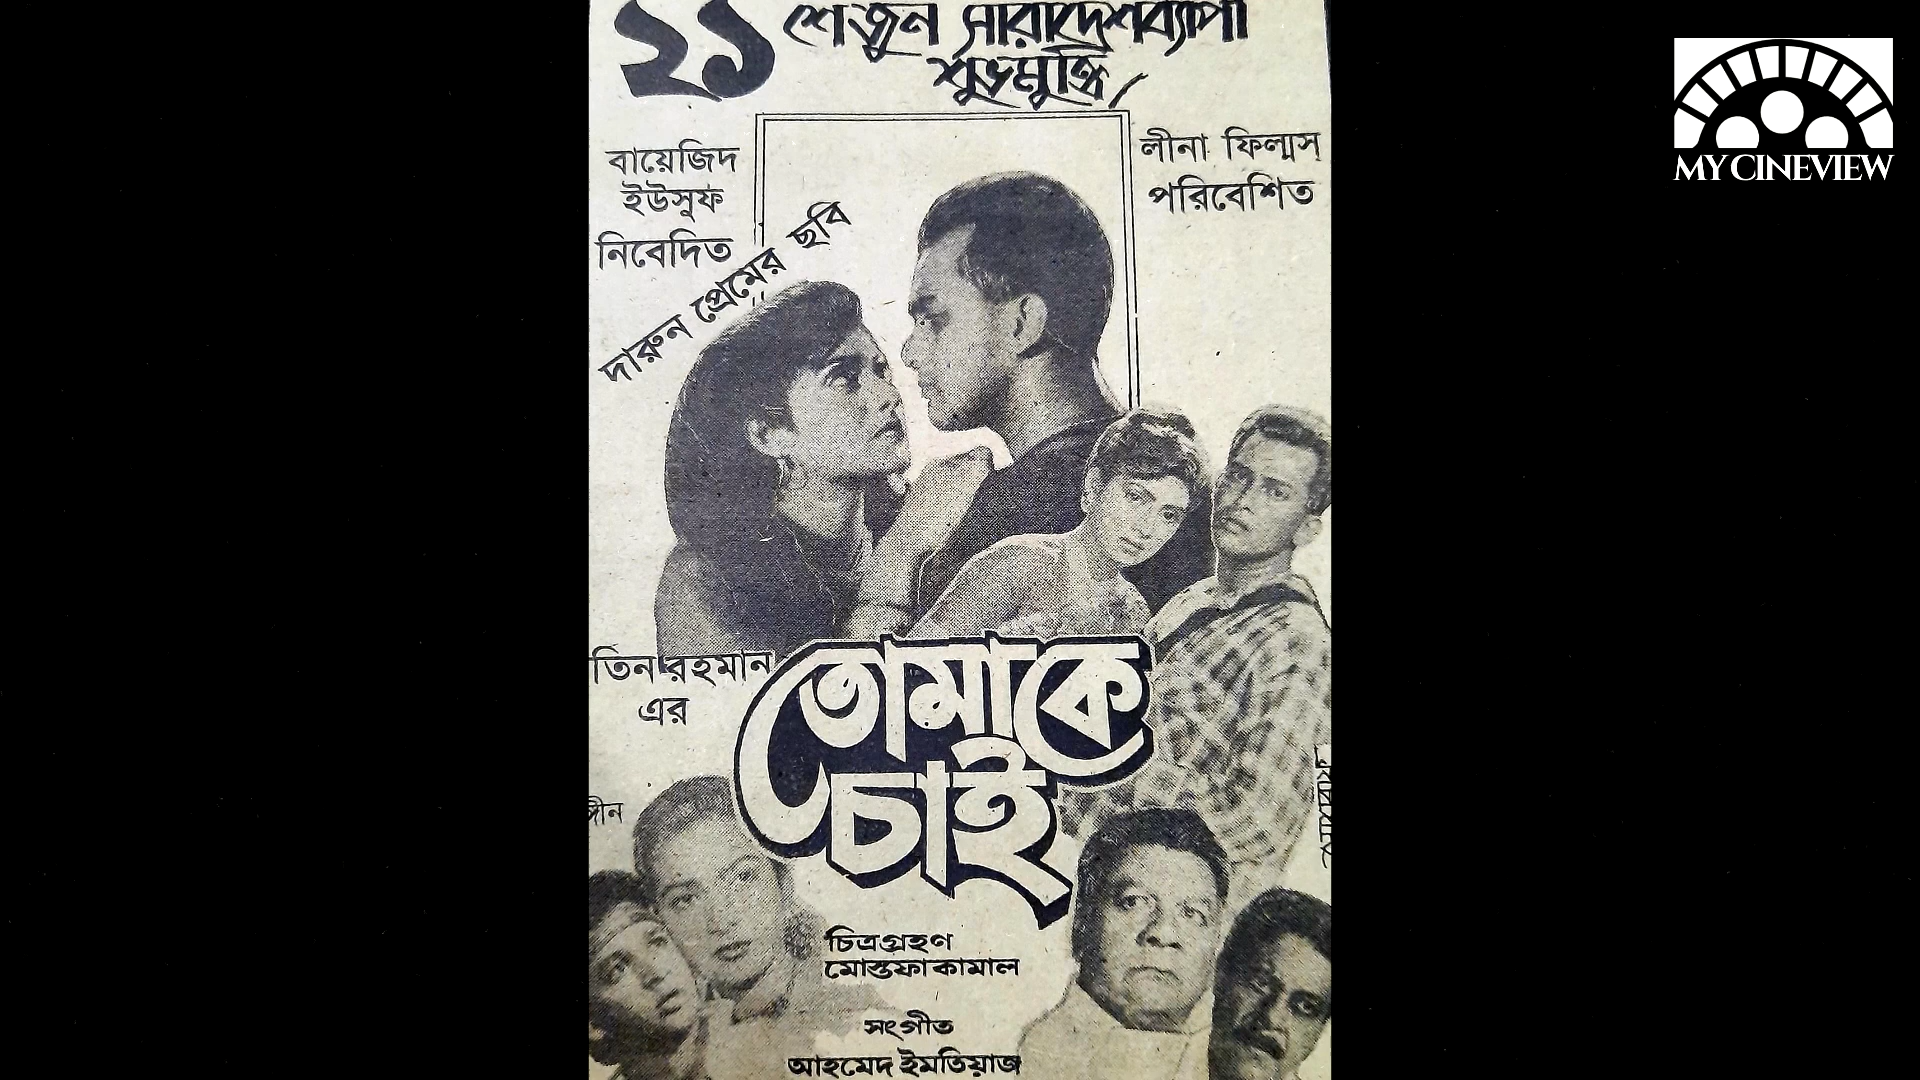 ২১ শে জুন সারাদেশব্যাপী
শুভমুক্তি
বায়েজিদ
ইউসুফ
নিবেদিত
দারুন প্রেমের ছবি
লীনা ফিল্মস্
পরিবেশিত
MY CINEVIEW
তিন রহমান
এর
তোমাকে
চাই
চিত্রগ্রহণ
মোস্তফা কামাল
সংগীত
আহমেদ ইমতিয়াজ